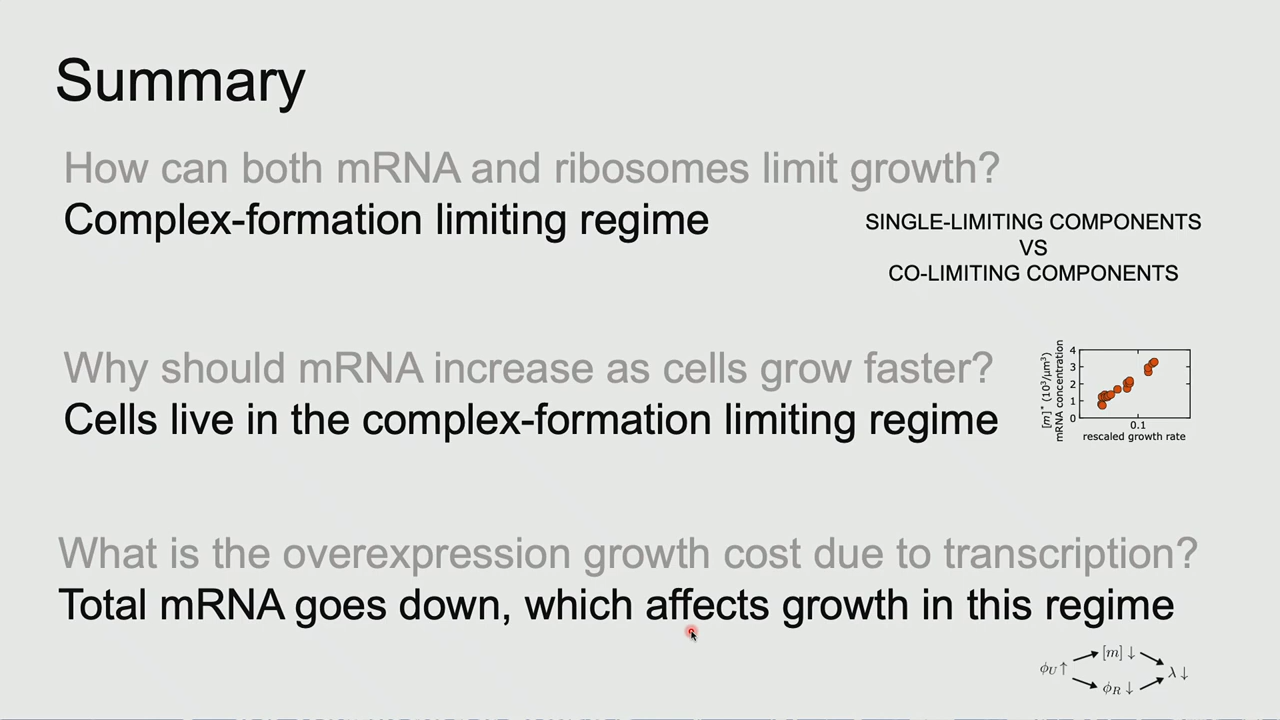 Summary
How can both mRNA and ribosomes limit growth?
Complex-formation limiting regime
SINGLE-LIMITING COMPONENTS
VS
CO-LIMITING COMPONENTS
Why should mRNA increase as cells grow faster?
Cells live in the complex-formation limiting regime
[m]* (10³/μm³)
mRNA concentration
4
3
2
1
0
0.1
rescaled growth rate
What is the overexpression growth cost due to transcription?
Total mRNA goes down, which affects growth in this regime
ϕU↑
[m]↓
ϕR↓
λ↓